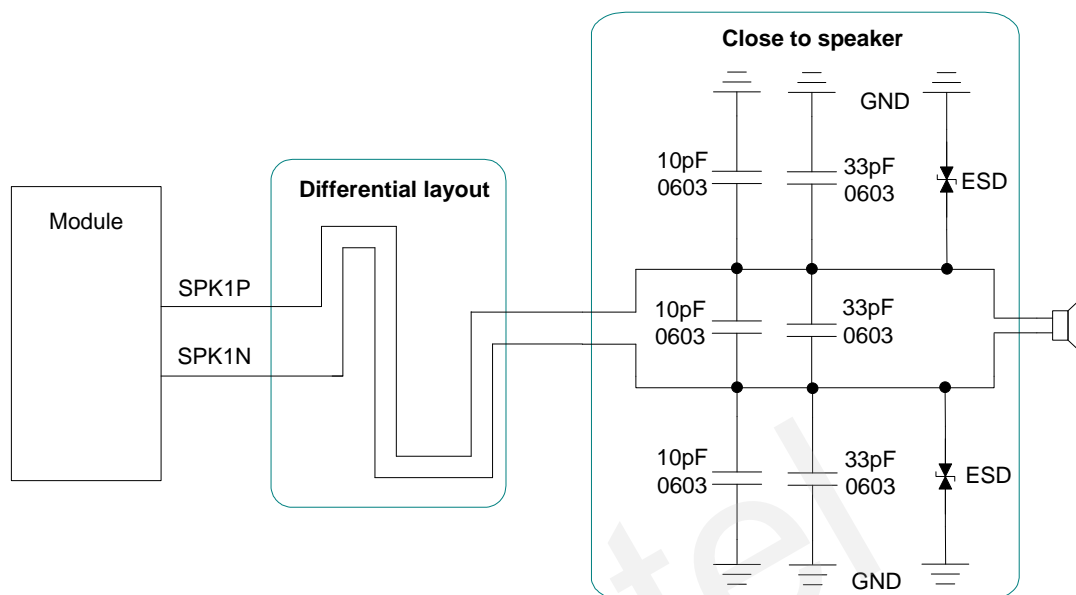 Close to speaker
GND
10pF
0603
33pF
0603
ESD
Differential layout
Module
SPK1P
SPK1N
10pF
0603
33pF
0603
10pF
0603
33pF
0603
ESD
GND